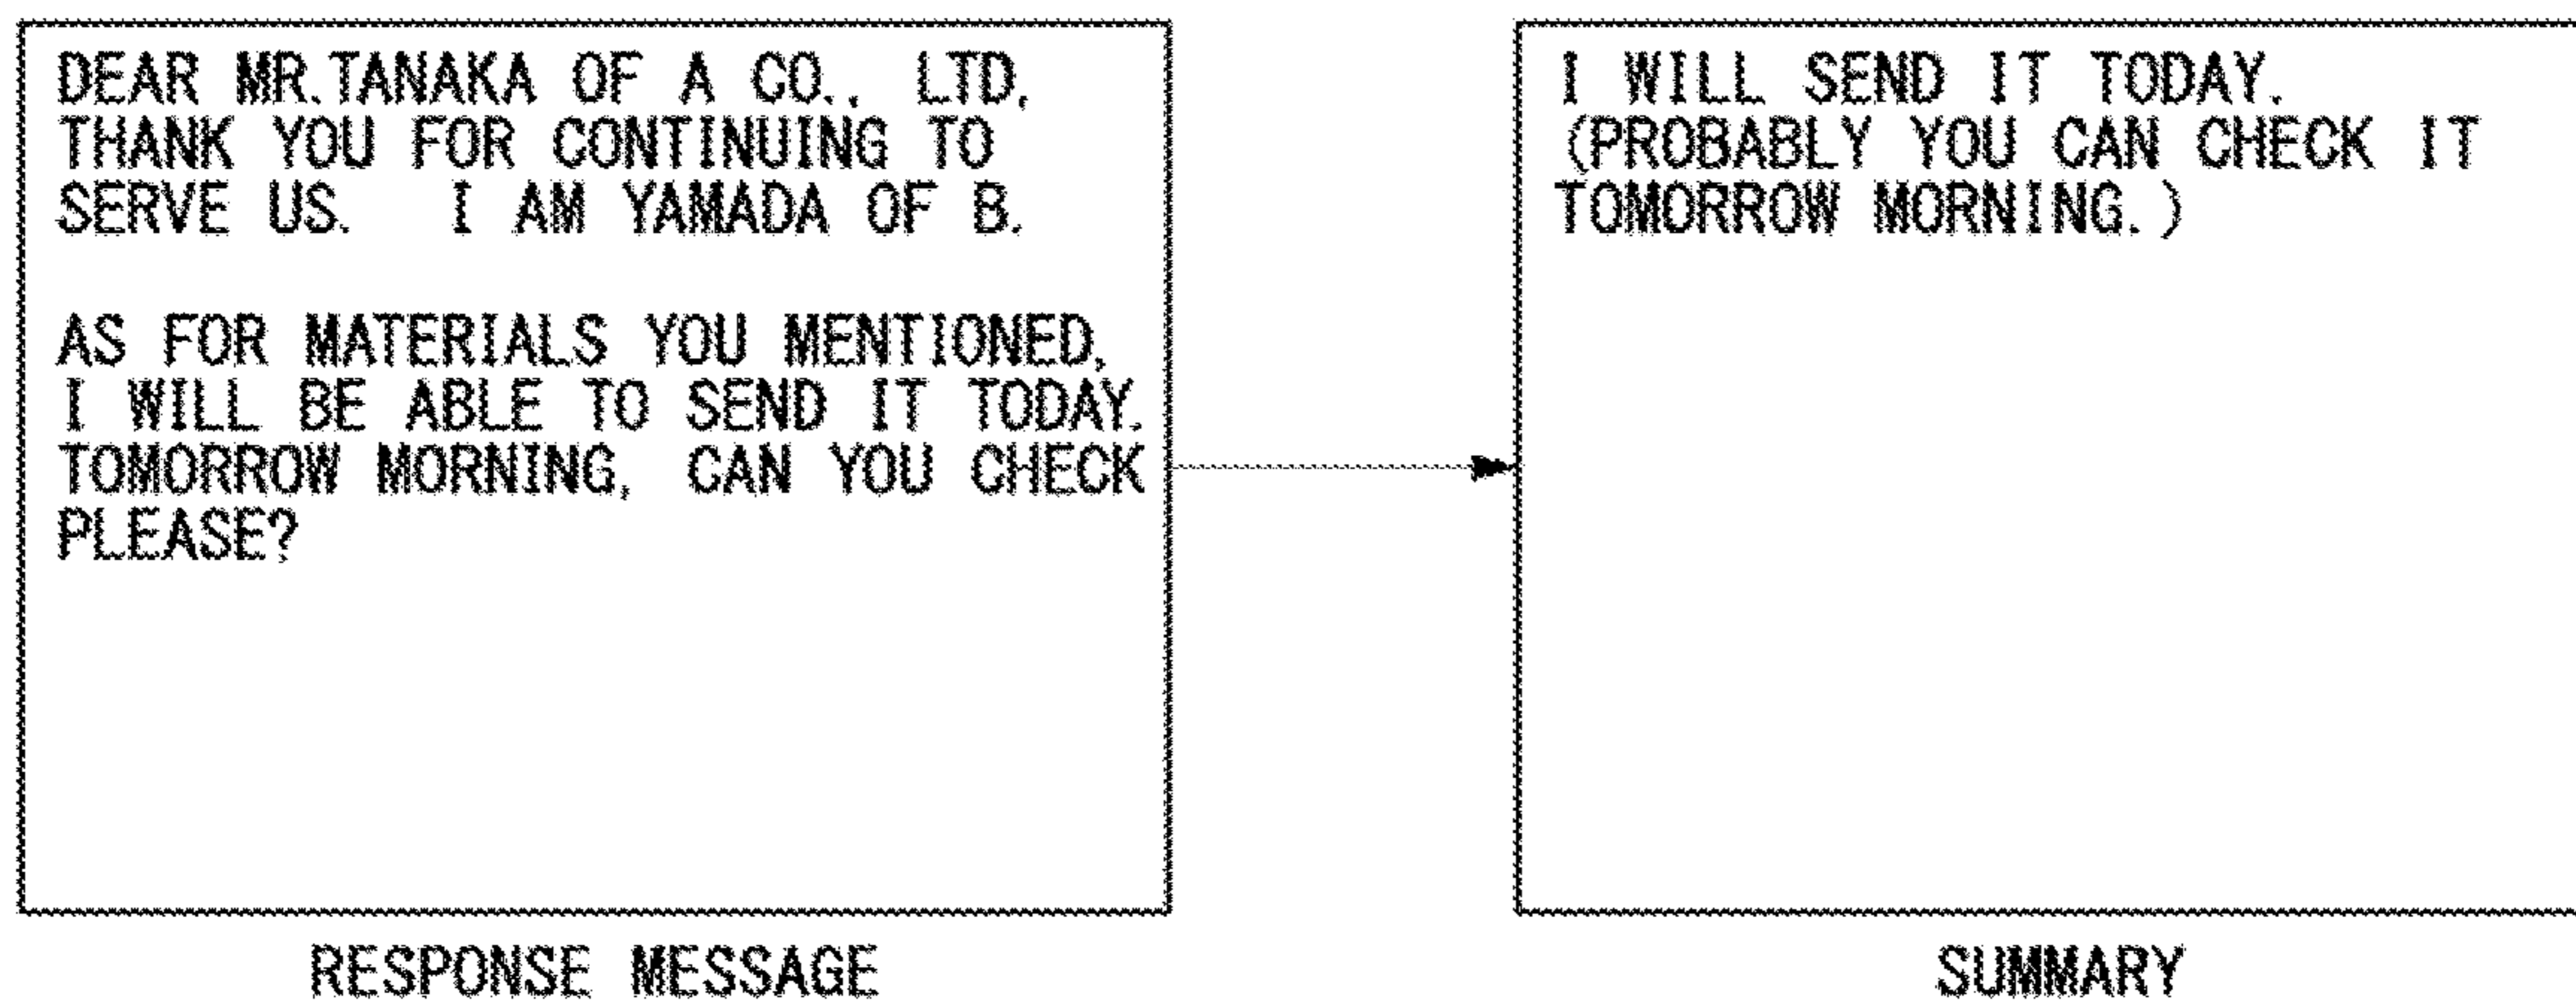 DEAR MR.TANAKA OF A CO., LTD,
THANK YOU FOR CONTINUING TO
SERVE US. I AM YAMADA OF B.
AS FOR MATERIALS YOU MENTIONED,
I WILL BE ABLE TO SEND IT TODAY.
TOMORROW MORNING, CAN YOU CHECK
PLEASE?
RESPONSE MESSAGE
I WILL SEND IT TODAY.
(PROBABLY YOU CAN CHECK IT
TOMORROW MORNING.)
SUMMARY